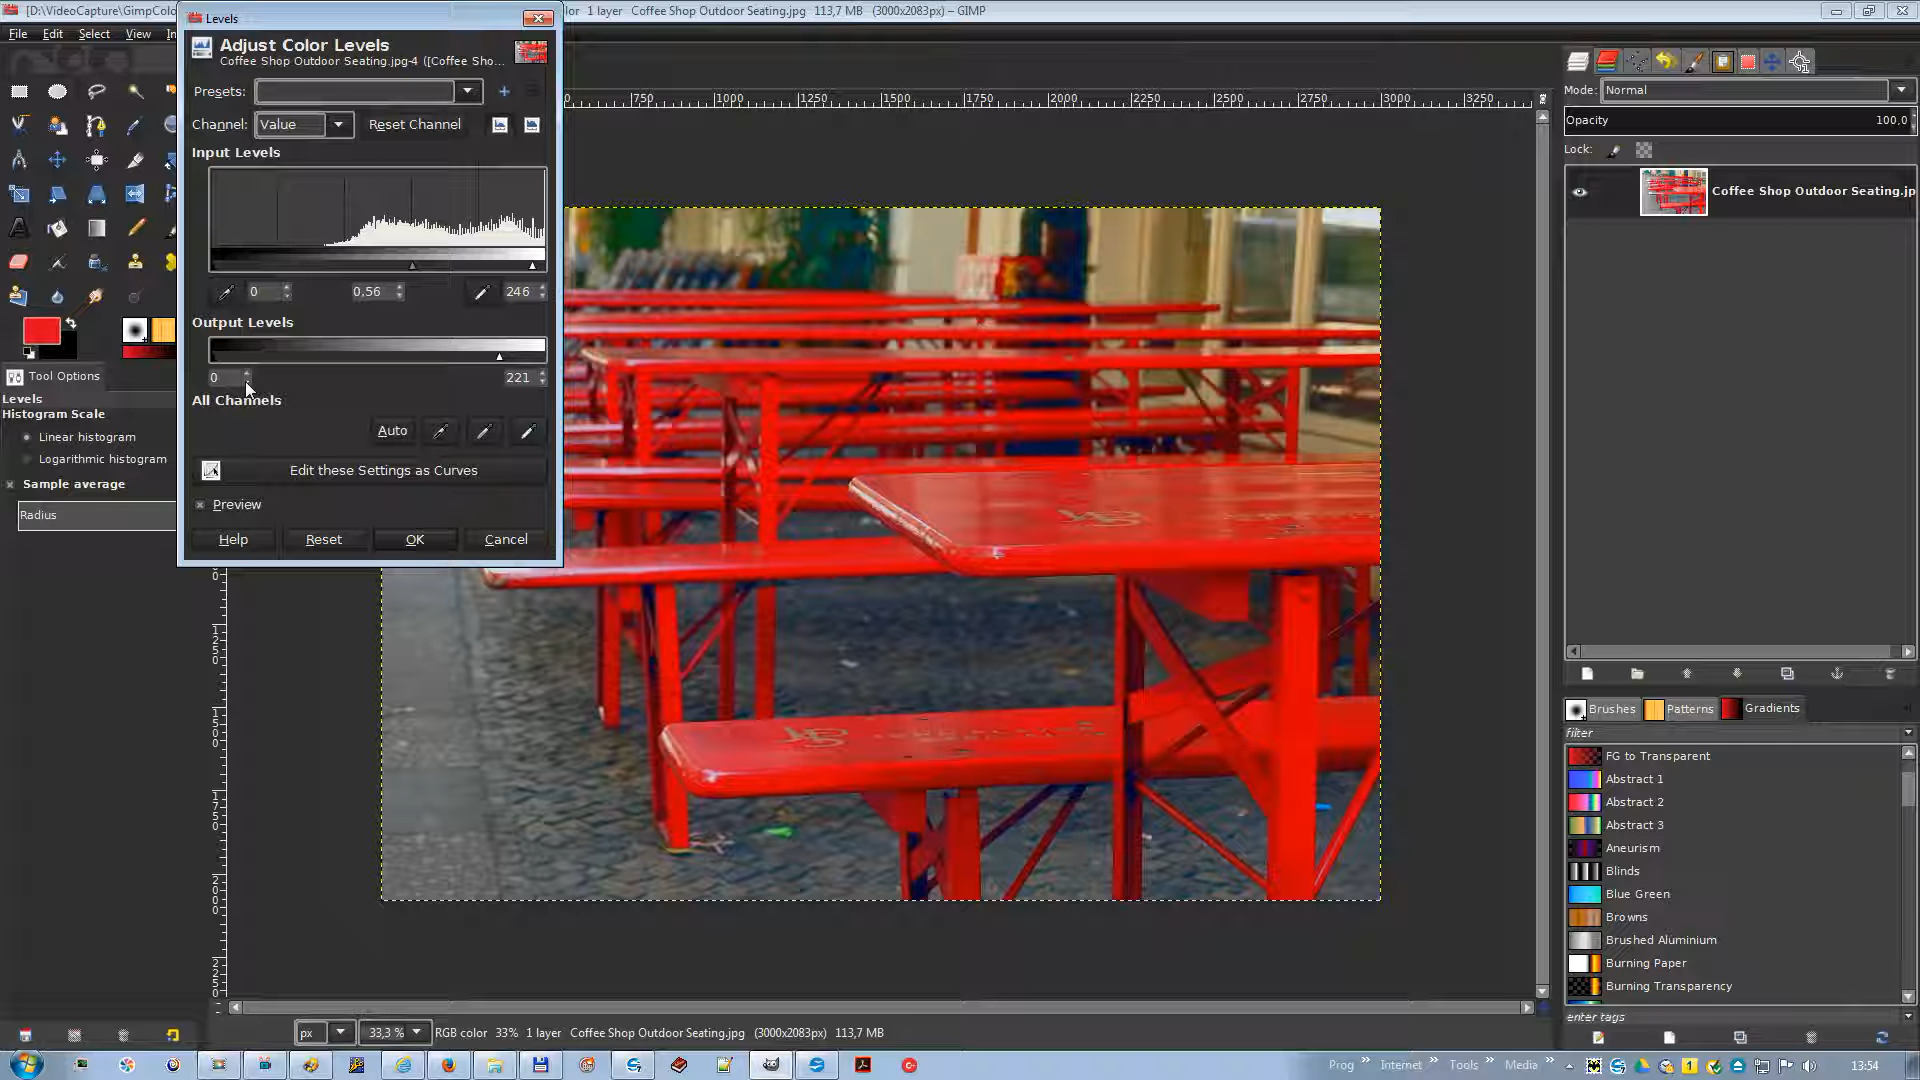 Levels
[D:\VideoCapture\GimpColo
lor 1 layer Coffee Shop Outdoor Seating.jpg 113,7 MB (3000x2083px) – GIMP
File Edit Select View
Adjust Color Levels
Coffee Shop Outdoor Seating.jpg-4 ([Coffee Sho...
Presets:
Channel: Value Reset Channel
Input Levels
0 0,56 246
Output Levels
0 221
All Channels
Auto
Edit these Settings as Curves
Preview
Help Reset OK Cancel
Tool Options
Levels
Histogram Scale
Linear histogram
Logarithmic histogram
Sample average
Radius
750 1000 1250 1500 1750 2000 2250 2500 2750 3000 3250
1250
1500
1750
2000
2250
Mode: Normal
Opacity 100,0
Lock:
Coffee Shop Outdoor Seating.jp
Brushes Patterns Gradients
filter
FG to Transparent
Abstract 1
Abstract 2
Abstract 3
Aneurism
Blinds
Blue Green
Browns
Brushed Aluminium
Burning Paper
Burning Transparency
enter tags
px 33,3 % RGB color 33% 1 layer Coffee Shop Outdoor Seating.jpg (3000x2083px) 113,7 MB
Prog » Internet » Tools » Media » 13:54